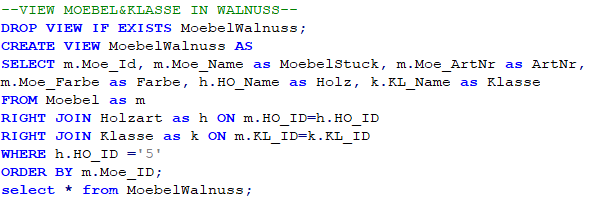 --VIEW MOEBEL&KLASSE IN WALNUSS--
DROP VIEW IF EXISTS MoebelWalnuss;
CREATE VIEW MoebelWalnuss AS
SELECT m.Moe_Id, m.Moe_Name as MoebelStuck, m.Moe_ArtNr as ArtNr,
m.Moe_Farbe as Farbe, h.HO_Name as Holz, k.KL_Name as Klasse
FROM Moebel as m
RIGHT JOIN Holzart as h ON m.HO_ID=h.HO_ID
RIGHT JOIN Klasse as k ON m.KL_ID=k.KL_ID
WHERE h.HO_ID ='5'
ORDER BY m.Moe_ID;
select * from MoebelWalnuss;